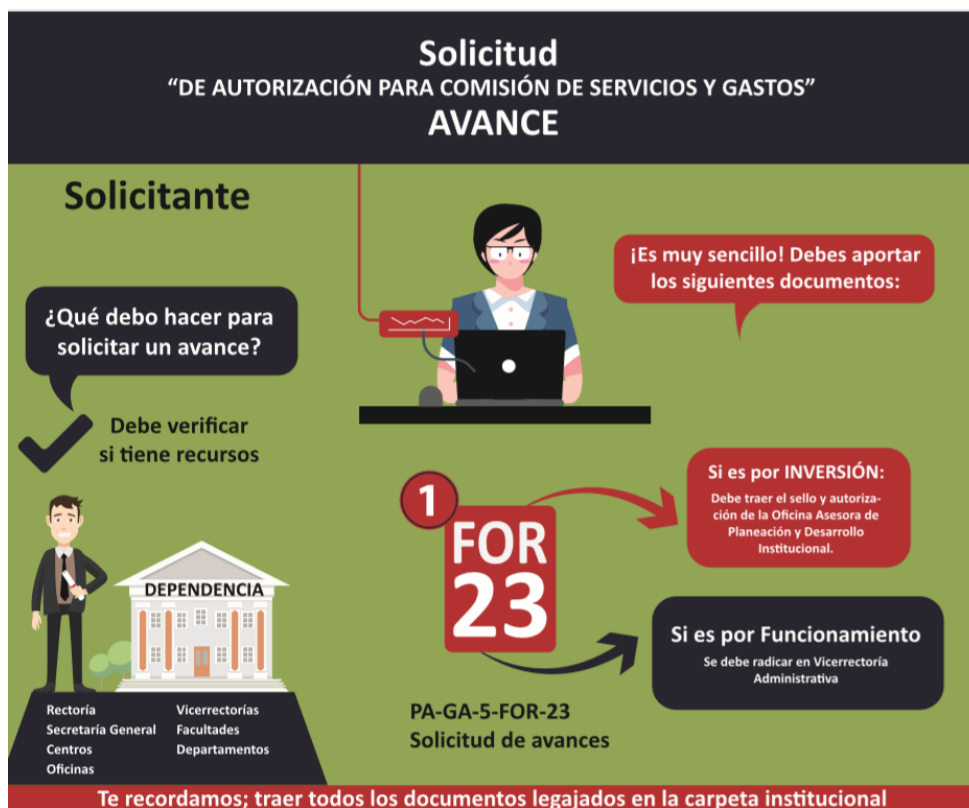 Solicitud
“DE AUTORIZACIÓN PARA COMISIÓN DE SERVICIOS Y GASTOS”
AVANCE
Solicitante
¡Es muy sencillo! Debes aportar
los siguientes documentos:
¿Qué debo hacer para
solicitar un avance?
Debe verificar
si tiene recursos
DEPENDENCIA
Rectoría
Secretaría General
Centros
Oficinas
Vicerrectorías
Facultades
Departamentos
1
FOR
23
PA-GA-5-FOR-23
Solicitud de avances
Si es por INVERSIÓN:
Debe traer el sello y autoriza-
ción de la Oficina Asesora de
Planeación y Desarrollo
Institucional.
Si es por Funcionamiento
Se debe radicar en Vicerrectoría
Administrativa
Te recordamos; traer todos los documentos legajados en la carpeta institucional